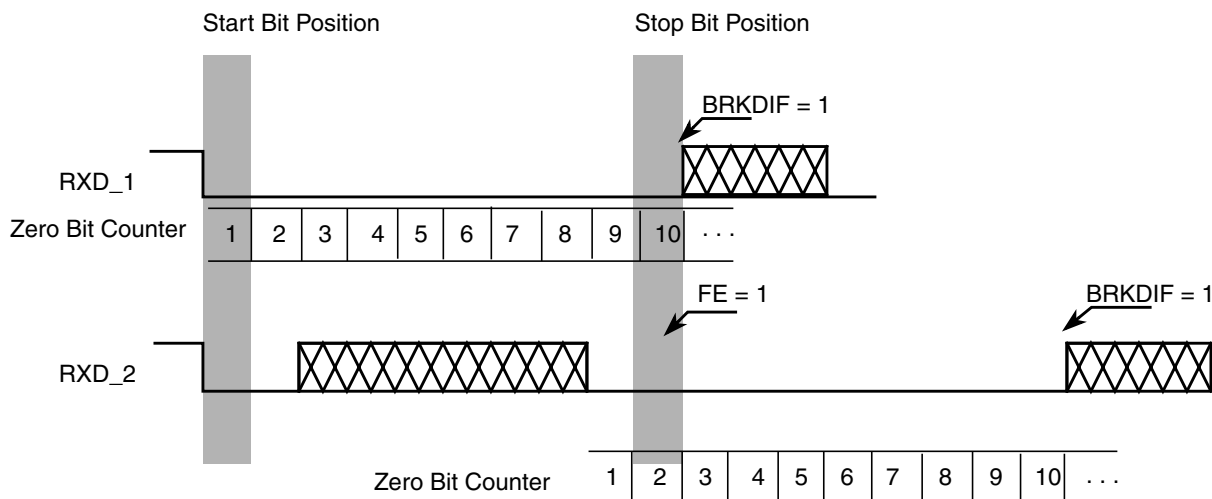 Start Bit Position Stop Bit Position
BRKDIF = 1
RXD_1
Zero Bit Counter 1 2 3 4 5 6 7 8 9 10 . . .
FE = 1 BRKDIF = 1
RXD_2
Zero Bit Counter 1 2 3 4 5 6 7 8 9 10 . . .